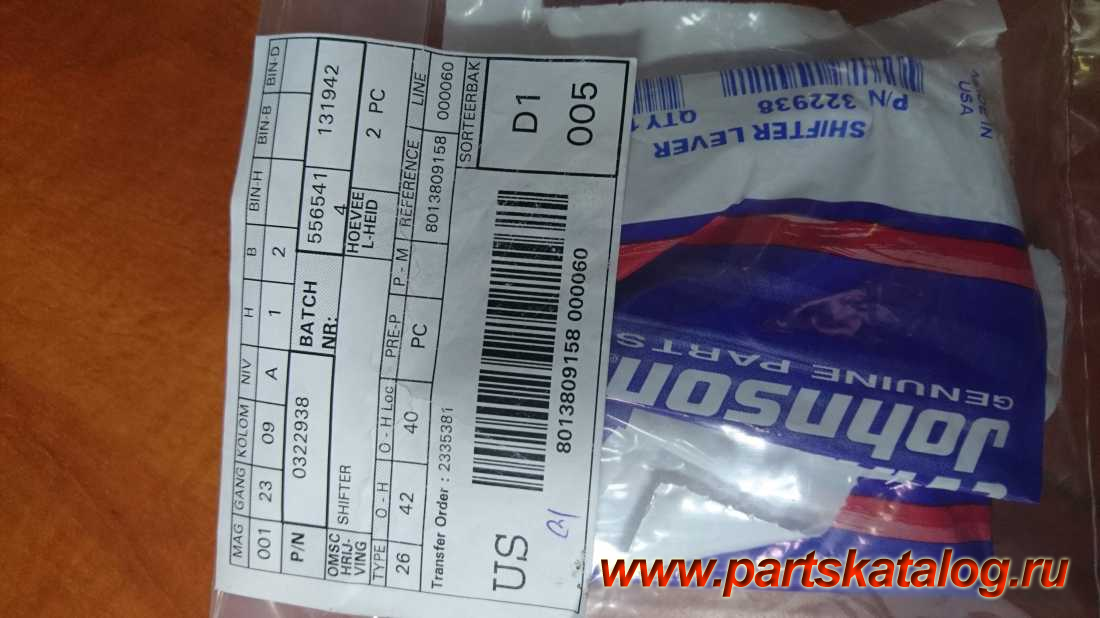 MAG GANG KOLOM NIV H B BIN-H BIN-B BIN-D
001 23 09 A 1 2
P/N 0322938 BATCH NR: 556541 131942
4
OMSC HRIJ- VING SHIFTER HOEVEE L-HEID 2 PC
TYPE O - H O - H Loc PRE-P P - M REFERENCE LINE
26 42 40 PC 8013809158 000060
Transfer Order : 2335381 SORTEERBAK
US D1
005
8013809158 000060
MADE IN
USA
P/N 322938
QTY 1
SHIFTER LEVER
Johnson
GENUINE PARTS
www.partskatalog.ru